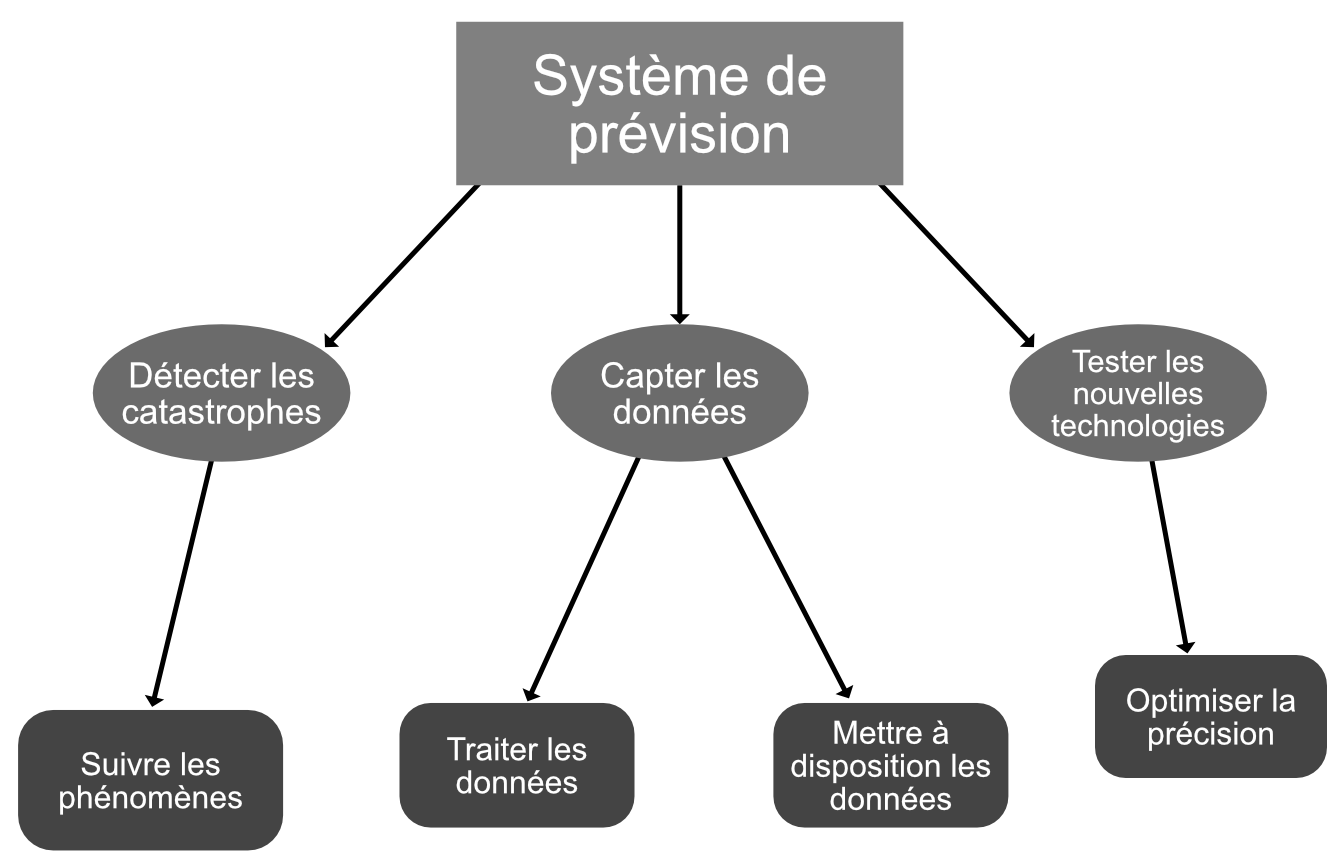 Système de
prévision
Détecter les
catastrophes
Capter les
données
Tester les
nouvelles
technologies
Suivre les
phénomènes
Traiter les
données
Mettre à
disposition les
données
Optimiser la
précision